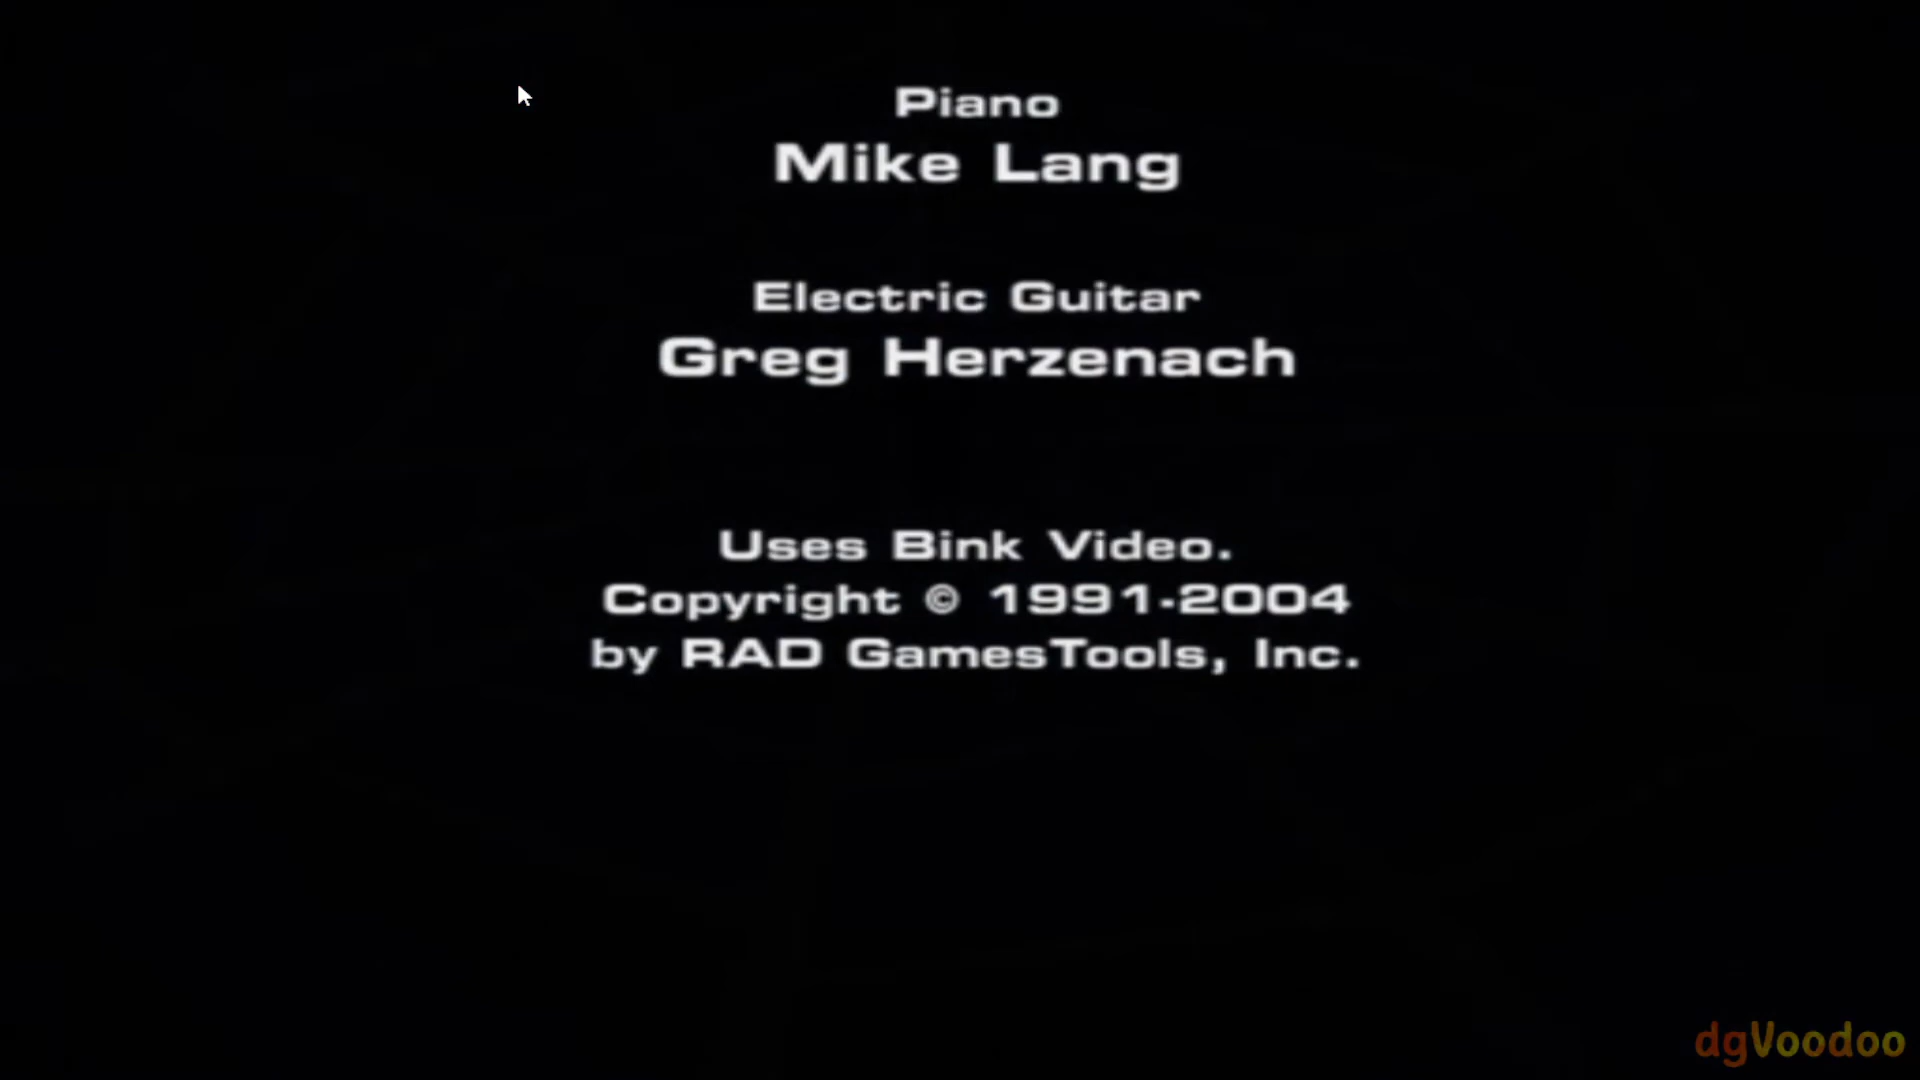 Piano
Mike Lang
Electric Guitar
Greg Herzenach
Uses Bink Video.
Copyright © 1991-2004
by RAD GamesTools, Inc.
dgVoodoo